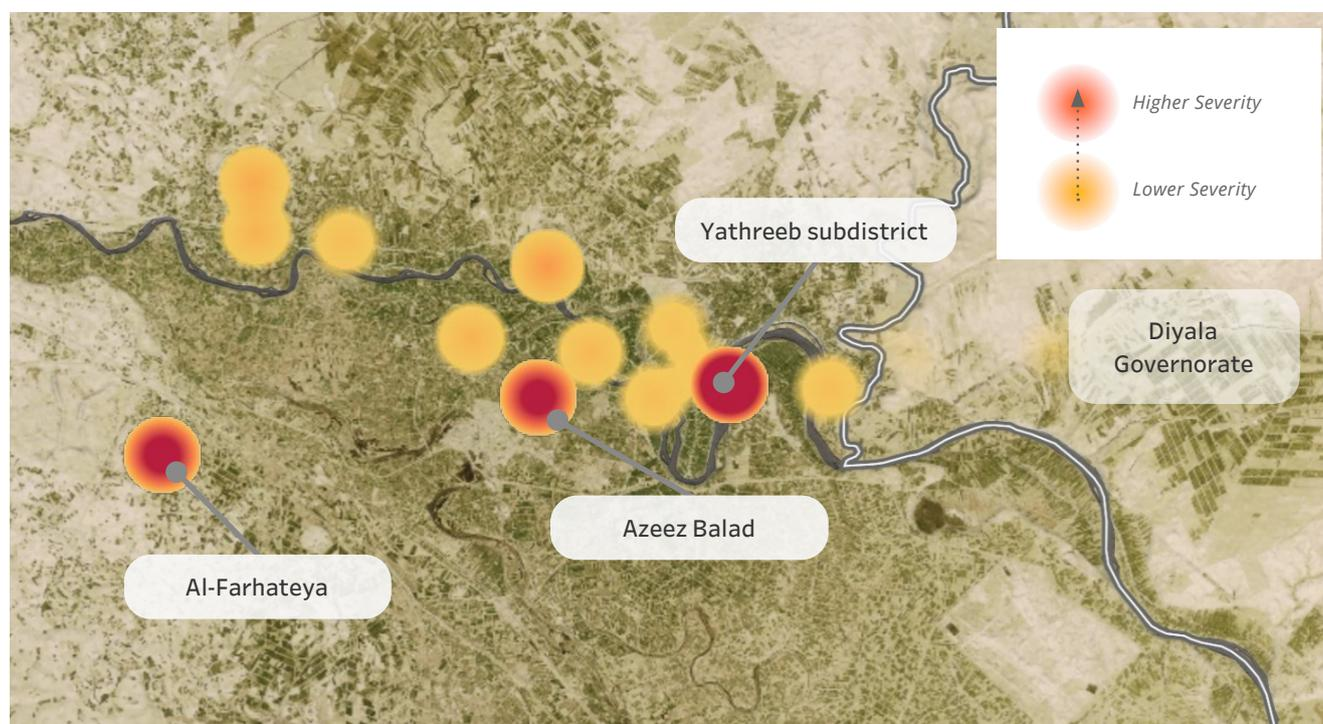 Higher Severity
Lower Severity
Yathreeb subdistrict
Diyala
Governorate
Azeez Balad
Al-Farhateya